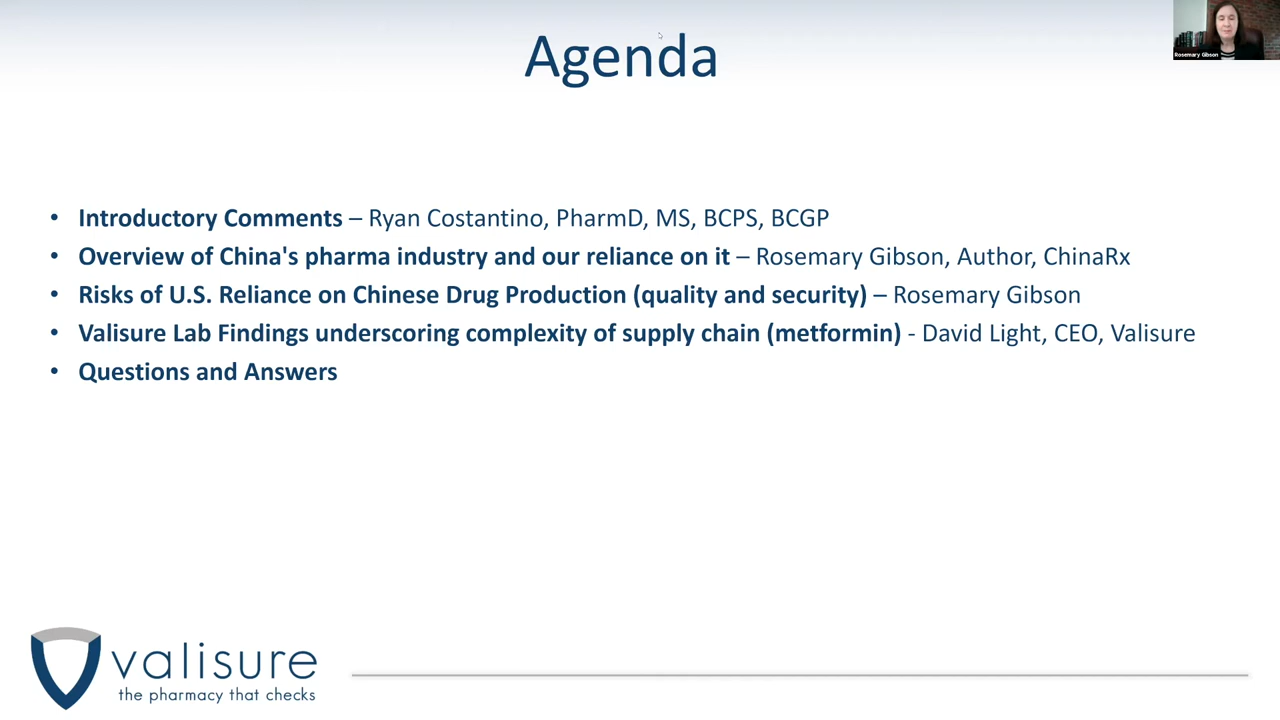 Agenda
Rosemary Gibson
• Introductory Comments – Ryan Costantino, PharmD, MS, BCPS, BCGP
• Overview of China's pharma industry and our reliance on it – Rosemary Gibson, Author, ChinaRx
• Risks of U.S. Reliance on Chinese Drug Production (quality and security) – Rosemary Gibson
• Valisure Lab Findings underscoring complexity of supply chain (metformin) - David Light, CEO, Valisure
• Questions and Answers
valisure
the pharmacy that checks